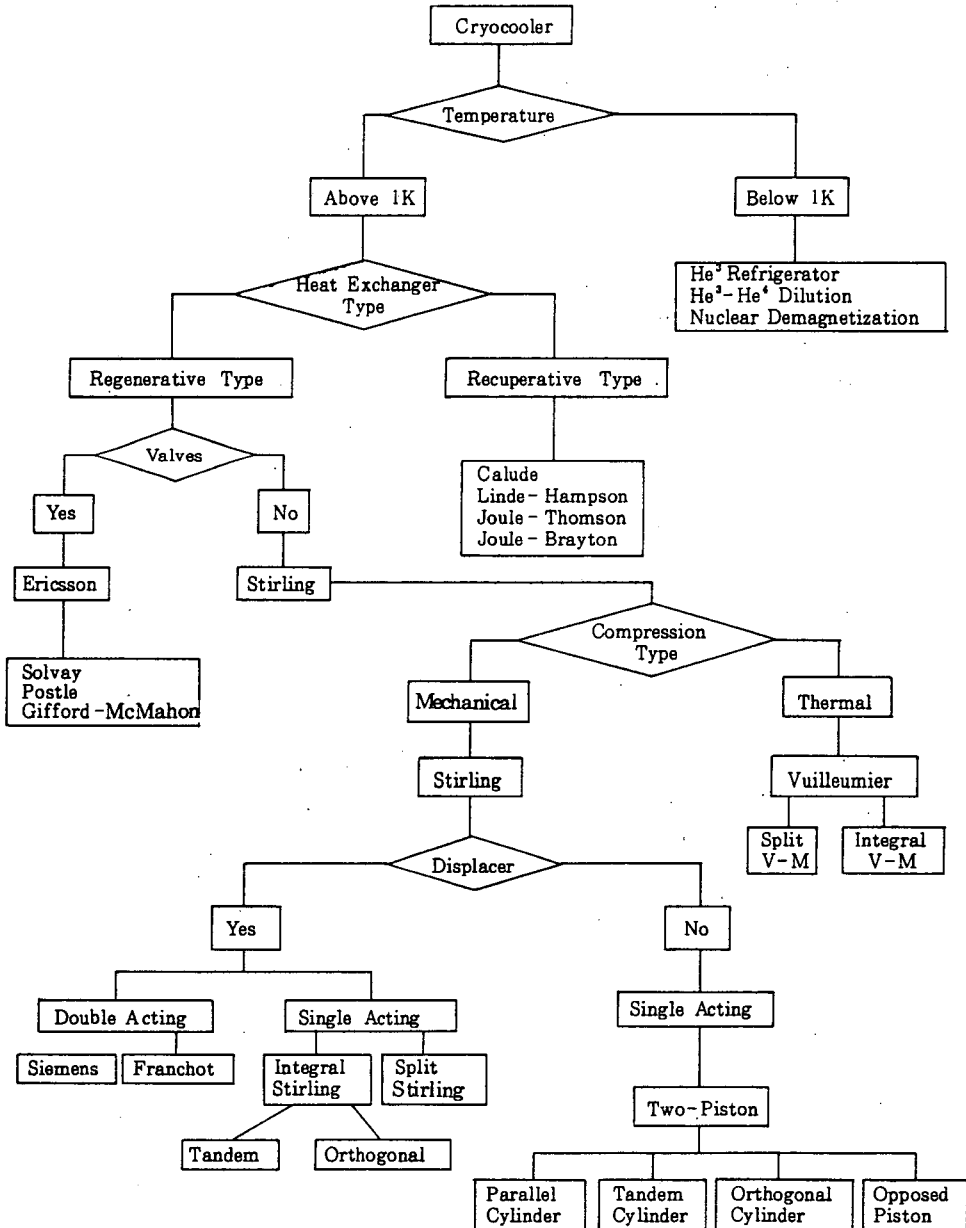 Cryocooler
Temperature
Above 1K
Below 1K
Heat Exchanger
Type
He³ Refrigerator
He³-He⁴ Dilution
Nuclear Demagnetization
Regenerative Type
Recuperative Type
Valves
Calude
Linde-Hampson
Joule-Thomson
Joule-Brayton
Yes
No
Ericsson
Stirling
Compression
Type
Solvay
Postle
Gifford-McMahon
Mechanical
Thermal
Stirling
Vuilleumier
Split
V-M
Integral
V-M
Displacer
Yes
No
Double Acting
Single Acting
Single Acting
Siemens
Franchot
Integral
Stirling
Split
Stirling
Two-Piston
Tandem
Orthogonal
Parallel
Cylinder
Tandem
Cylinder
Orthogonal
Cylinder
Opposed
Piston